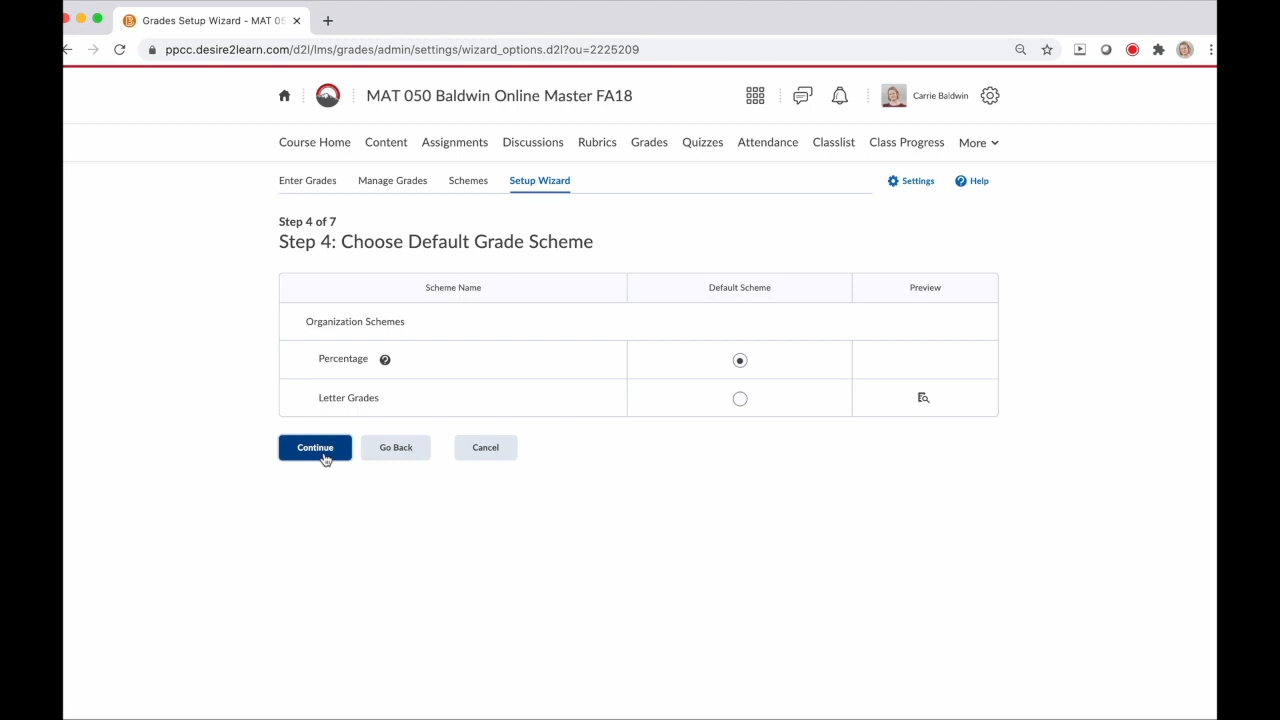 Grades Setup Wizard - MAT 05
ppcc.desire2learn.com/d2l/lms/grades/admin/settings/wizard_options.d2l?ou=2225209
MAT 050 Baldwin Online Master FA18
Carrie Baldwin
Course Home Content Assignments Discussions Rubrics Grades Quizzes Attendance Classlist Class Progress More
Enter Grades Manage Grades Schemes Setup Wizard Settings Help
Step 4 of 7
Step 4: Choose Default Grade Scheme
Scheme Name Default Scheme Preview
Organization Schemes
Percentage
Letter Grades
Continue Go Back Cancel